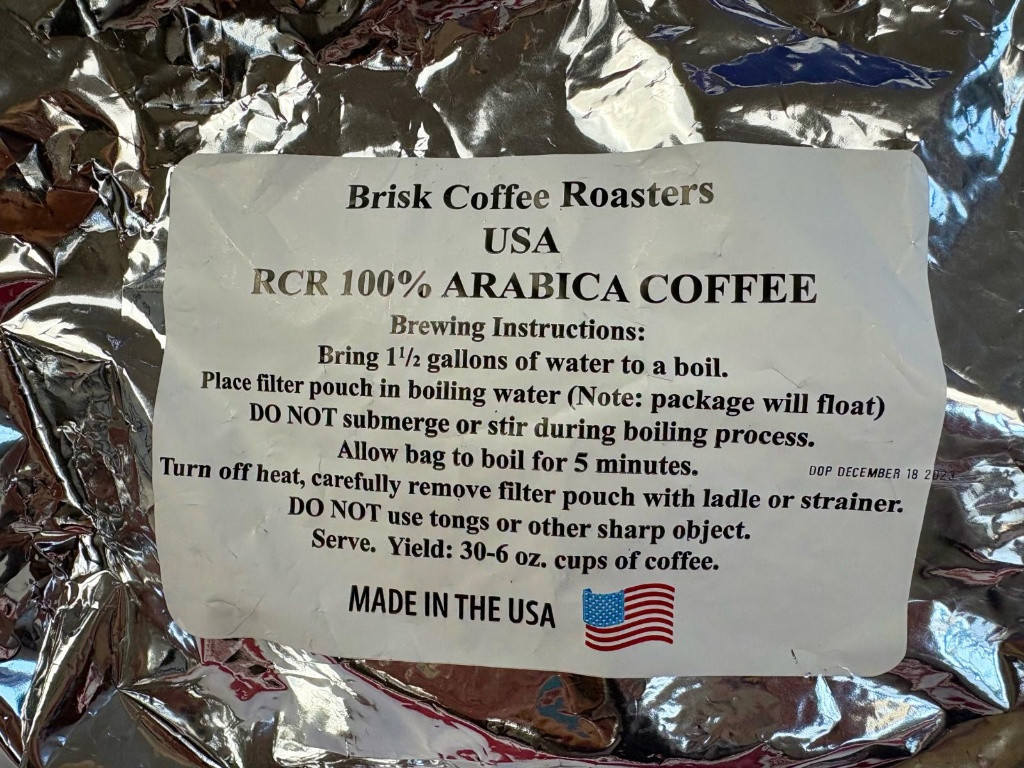 Brisk Coffee Roasters
USA
RCR 100% ARABICA COFFEE
Brewing Instructions:
Bring 1 1/2 gallons of water to a boil.
Place filter pouch in boiling water (Note: package will float)
DO NOT submerge or stir during boiling process.
Allow bag to boil for 5 minutes.
DOP DECEMBER 18 2023
Turn off heat, carefully remove filter pouch with ladle or strainer.
DO NOT use tongs or other sharp object.
Serve. Yield: 30-6 oz. cups of coffee.
MADE IN THE USA